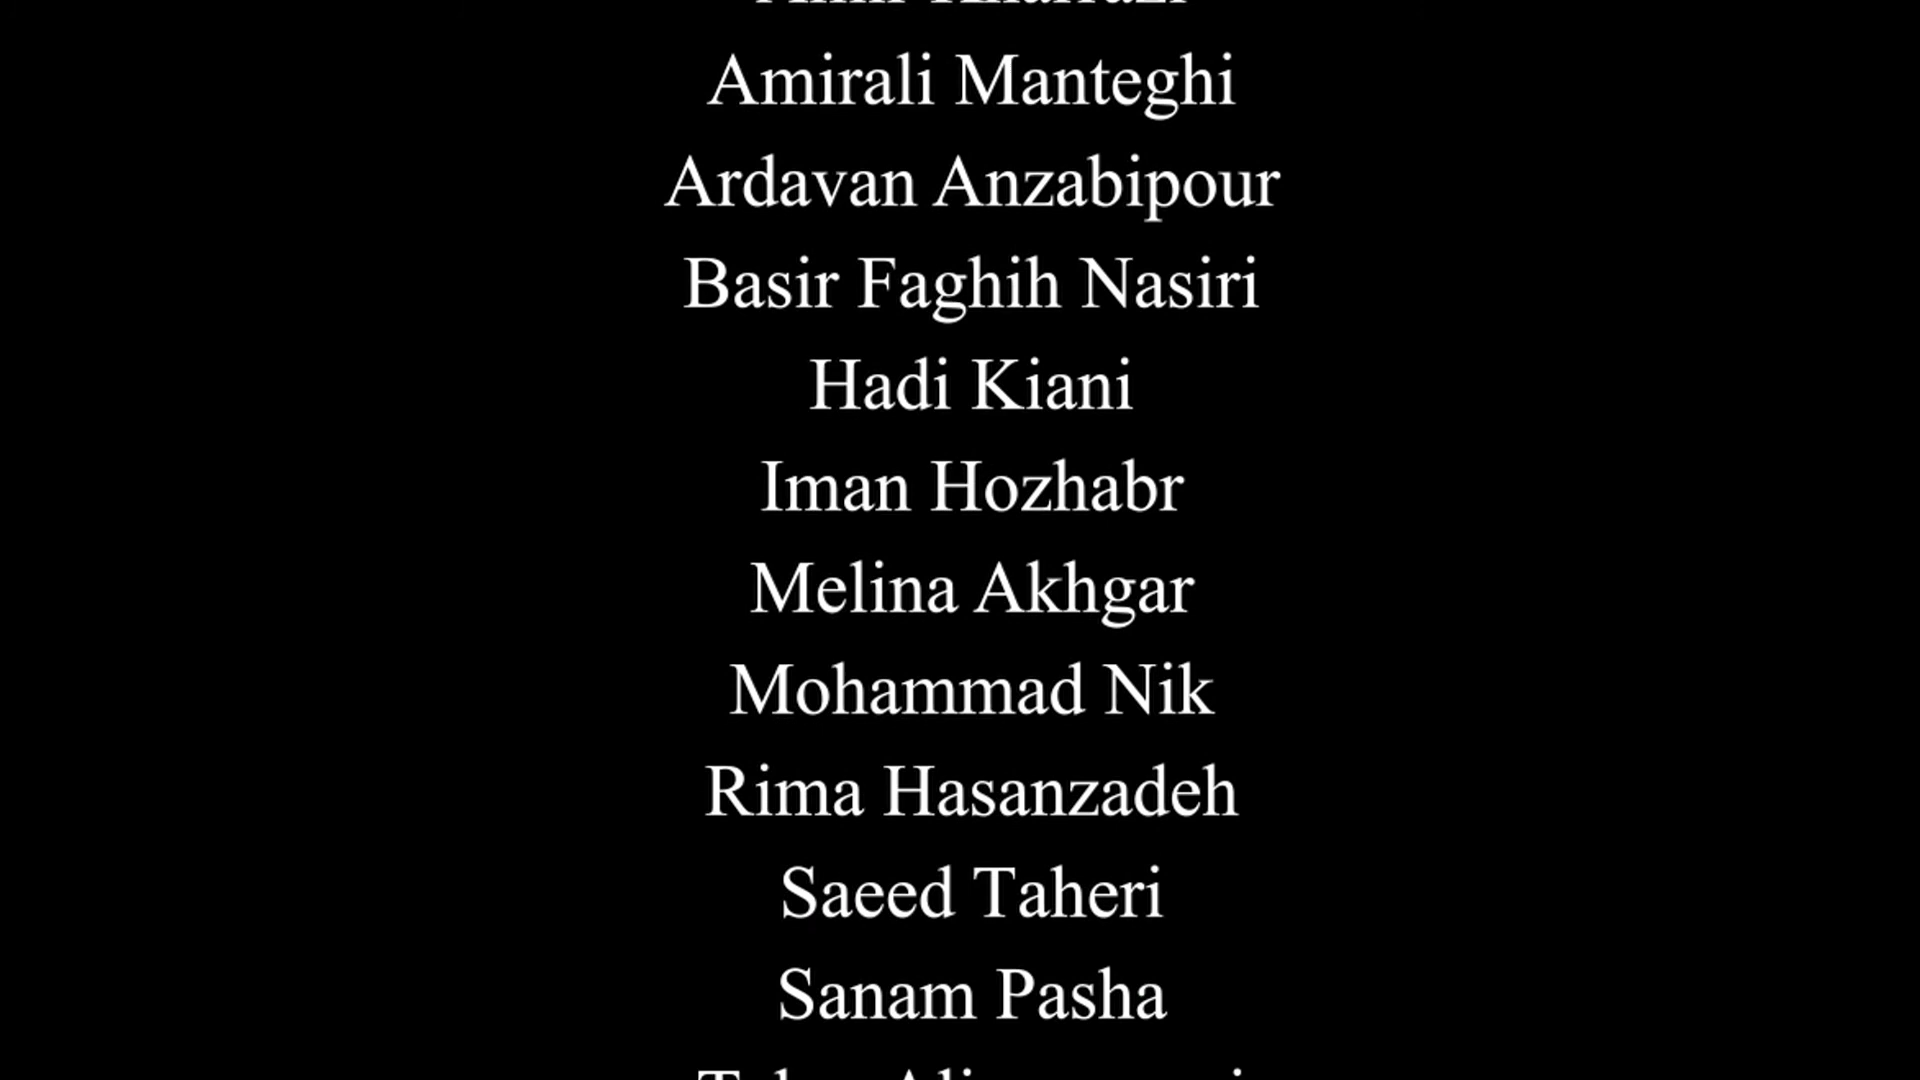 Amirali Manteghi
Ardavan Anzabipour
Basir Faghih Nasiri
Hadi Kiani
Iman Hozhabr
Melina Akhgar
Mohammad Nik
Rima Hasanzadeh
Saeed Taheri
Sanam Pasha